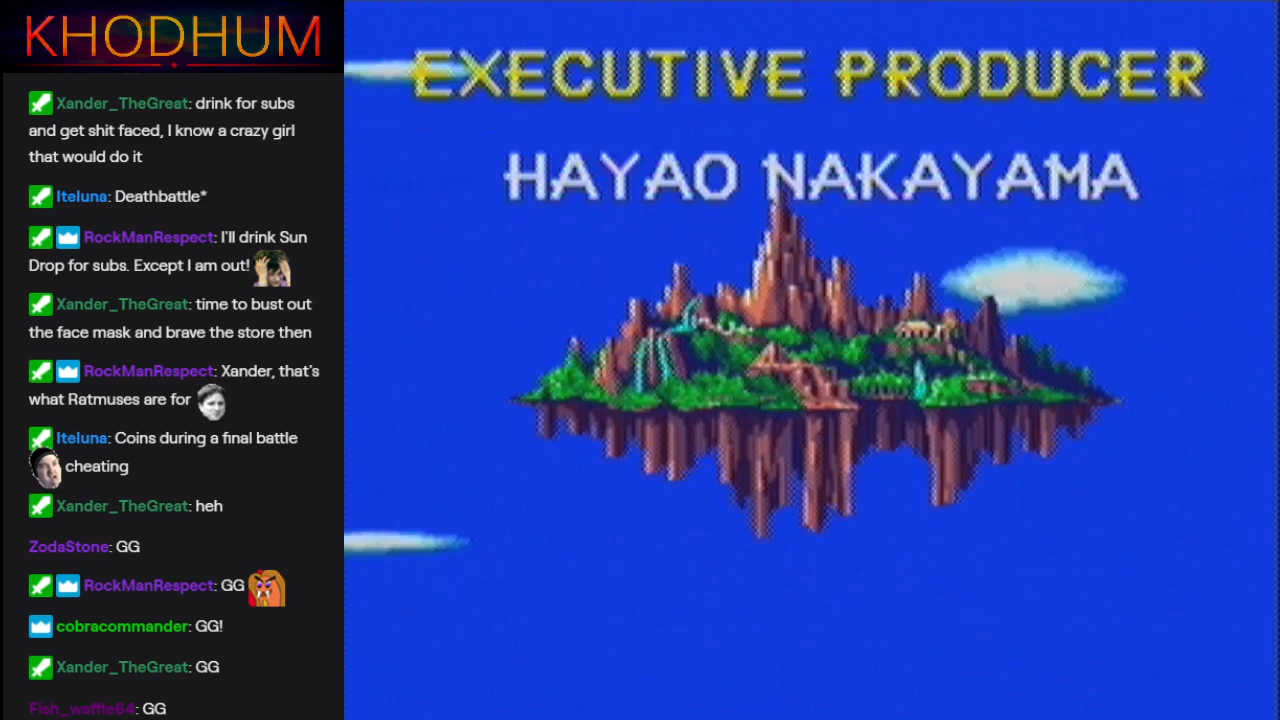 KHODHUM
Xander_TheGreat: drink for subs
and get shit faced, I know a crazy girl
that would do it
Iteluna: Deathbattle*
RockManRespect: I'll drink Sun
Drop for subs. Except I am out!
Xander_TheGreat: time to bust out
the face mask and brave the store then
RockManRespect: Xander, that's
what Ratmuses are for
Iteluna: Coins during a final battle
cheating
Xander_TheGreat: heh
ZodaStone: GG
RockManRespect: GG
cobracommander: GG!
Xander_TheGreat: GG
Fish_waffle64: GG
EXECUTIVE PRODUCER
HAYAO NAKAYAMA